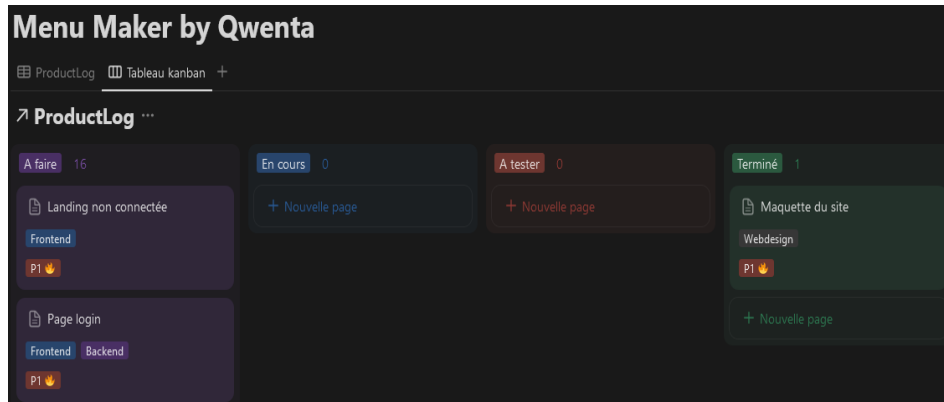 Menu Maker by Qwenta
ProductLog Tableau kanban +
ProductLog ...
A faire 16
Landing non connectée
Frontend
P1 🔥
Page login
Frontend Backend
P1 🔥
En cours 0
+ Nouvelle page
A tester 0
+ Nouvelle page
Terminé 1
Maquette du site
Webdesign
P1 🔥
+ Nouvelle page